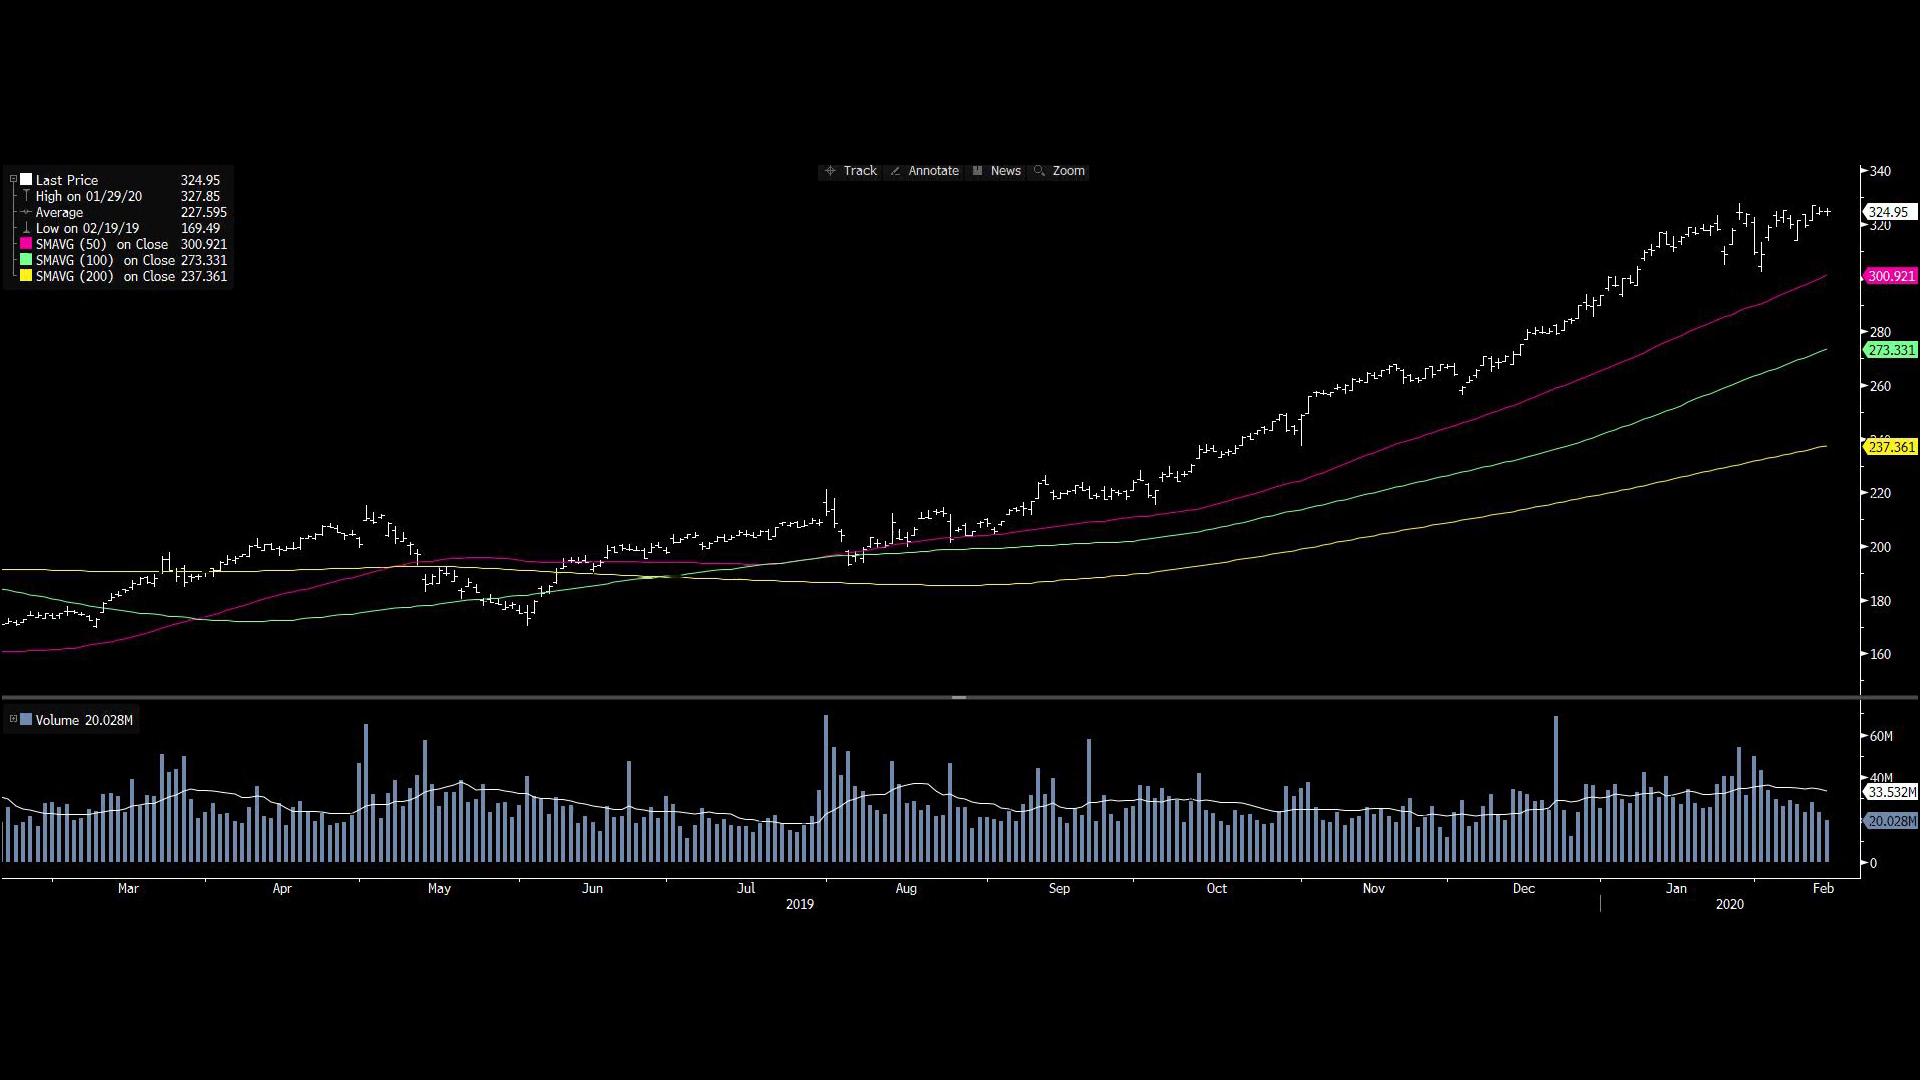 Track Annotate News Zoom
Last Price 324.95
High on 01/29/20 327.85
Average 227.595
Low on 02/19/19 169.49
SMAVG (50) on Close 300.921
SMAVG (100) on Close 273.331
SMAVG (200) on Close 237.361
340
324.95
320
300.921
280
273.331
260
237.361
220
200
180
160
Volume 20.028M
60M
40M
33.532M
20.028M
0
Mar Apr May Jun Jul Aug Sep Oct Nov Dec Jan Feb
2019 2020